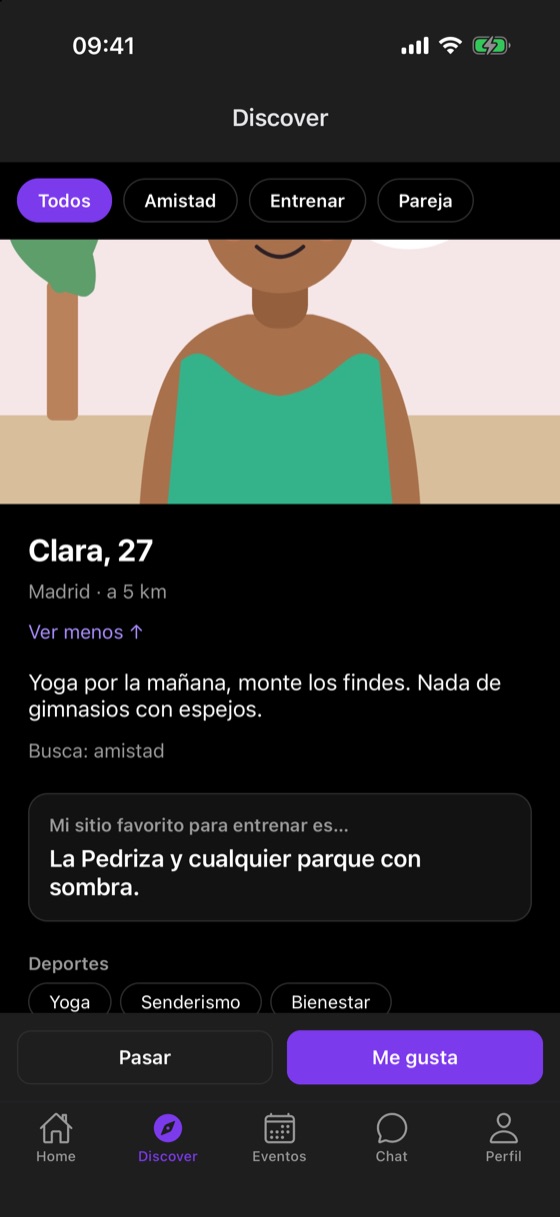 09:41
Discover
Todos
Amistad
Entrenar
Pareja
Clara, 27
Madrid · a 5 km
Ver menos ↑
Yoga por la mañana, monte los findes. Nada de
gimnasios con espejos.
Busca: amistad
Mi sitio favorito para entrenar es...
La Pedriza y cualquier parque con
sombra.
Deportes
Yoga
Senderismo
Bienestar
Pasar
Me gusta
Home
Discover
Eventos
Chat
Perfil